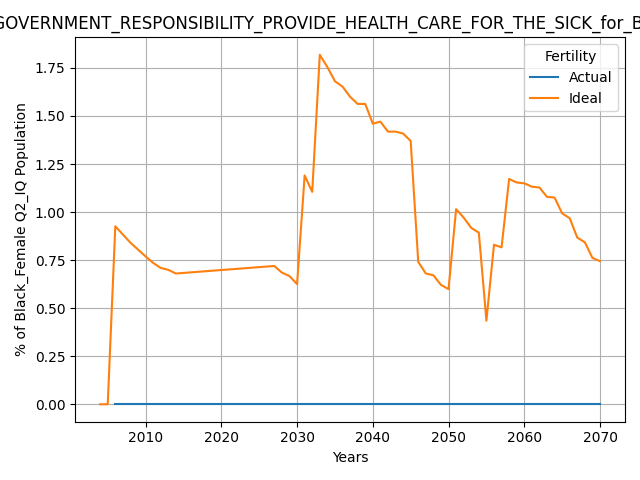 GOVERNMENT_RESPONSIBILITY_PROVIDE_HEALTH_CARE_FOR_THE_SICK_for_B
Fertility
Actual
Ideal
% of Black_Female Q2_IQ Population
1.75
1.50
1.25
1.00
0.75
0.50
0.25
0.00
2010 2020 2030 2040 2050 2060 2070
Years